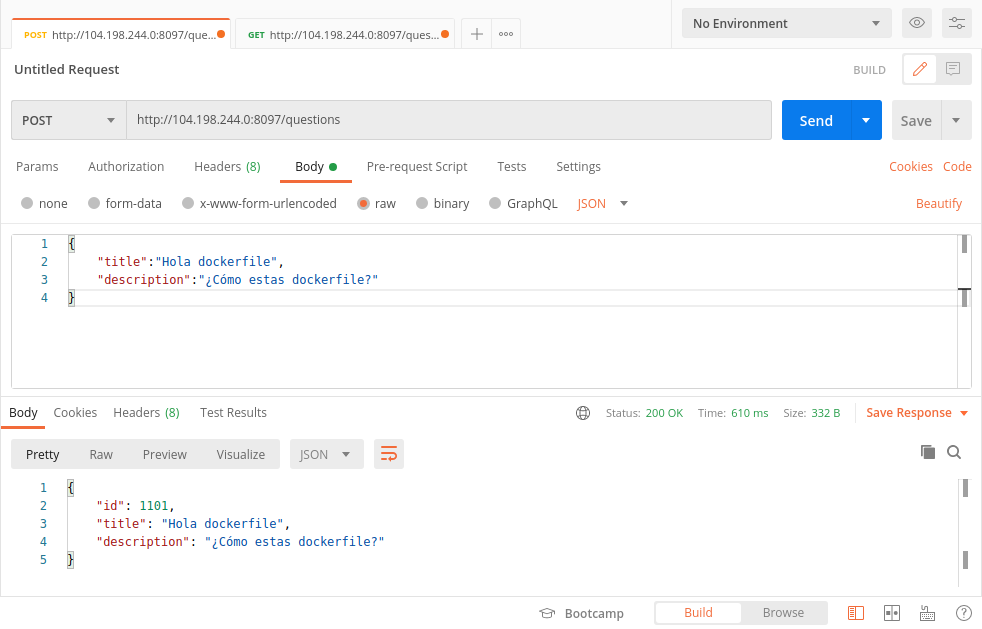 POST http://104.198.244.0:8097/que... GET http://104.198.244.0:8097/ques... No Environment
Untitled Request BUILD
POST http://104.198.244.0:8097/questions Send Save
Params Authorization Headers (8) Body Pre-request Script Tests Settings Cookies Code
none form-data x-www-form-urlencoded raw binary GraphQL JSON Beautify
1 {
2 "title":"Hola dockerfile",
3 "description":"¿Cómo estas dockerfile?"
4 }
Body Cookies Headers (8) Test Results Status: 200 OK Time: 610 ms Size: 332 B Save Response
Pretty Raw Preview Visualize JSON
1 {
2 "id": 1101,
3 "title": "Hola dockerfile",
4 "description": "¿Cómo estas dockerfile?"
5 }
Bootcamp Build Browse